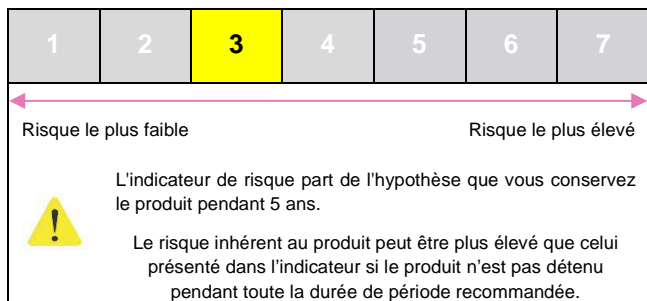 1 2 3 4 5 6 7
Risque le plus faible Risque le plus élevé
L'indicateur de risque part de l'hypothèse que vous conservez
le produit pendant 5 ans.
Le risque inhérent au produit peut être plus élevé que celui
présenté dans l’indicateur si le produit n’est pas détenu
pendant toute la durée de période recommandée.